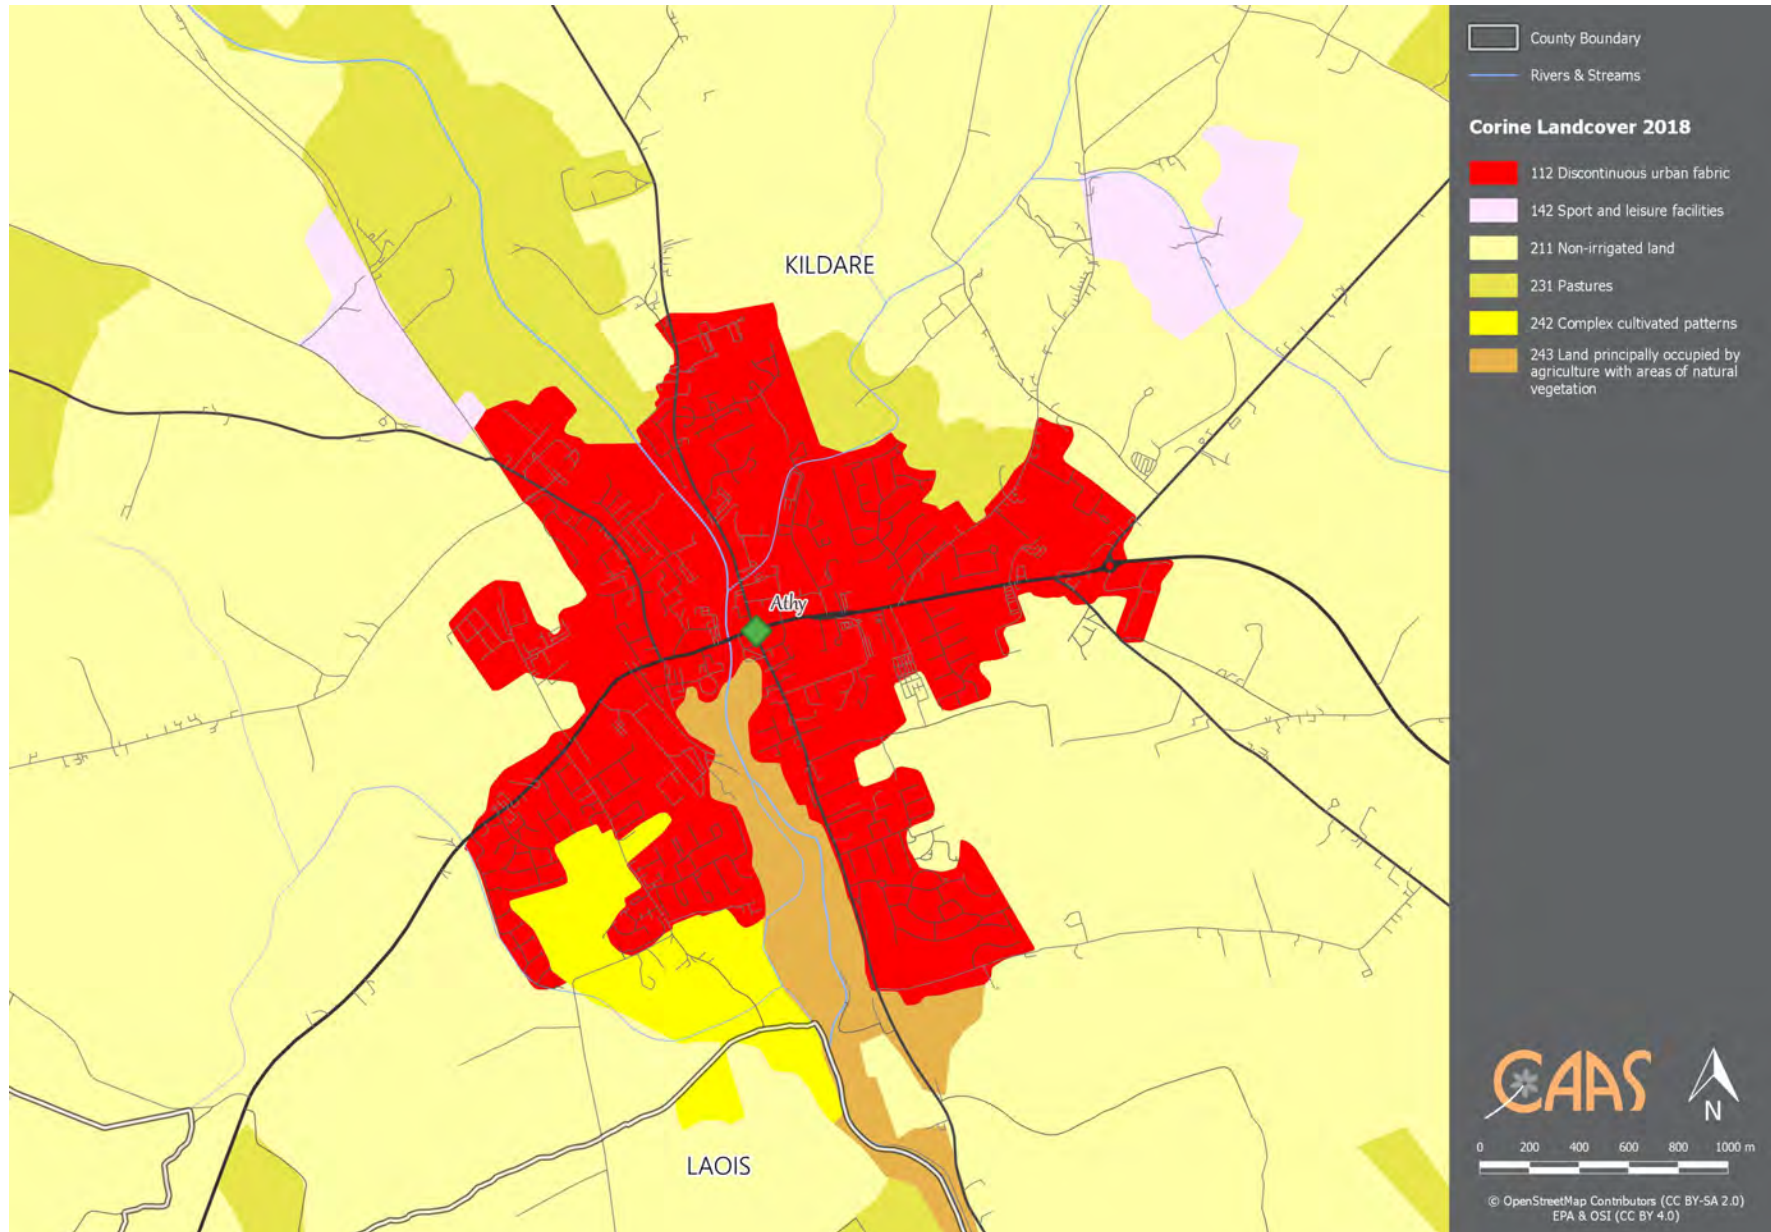 KILDARE
Athy
LAOIS
County Boundary
Rivers & Streams
Corine Landcover 2018
112 Discontinuous urban fabric
142 Sport and leisure facilities
211 Non-irrigated land
231 Pastures
242 Complex cultivated patterns
243 Land principally occupied by
agriculture with areas of natural
vegetation
CAAS
N
0 200 400 600 800 1000 m
© OpenStreetMap Contributors (CC BY-SA 2.0)
EPA & OSI (CC BY 4.0)